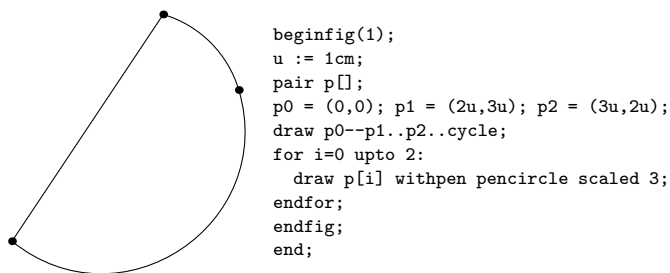 beginfig(1);
u := 1cm;
pair p[];
p0 = (0,0); p1 = (2u,3u); p2 = (3u,2u);
draw p0--p1..p2..cycle;
for i=0 upto 2:
  draw p[i] withpen pencircle scaled 3;
endfor;
endfig;
end;